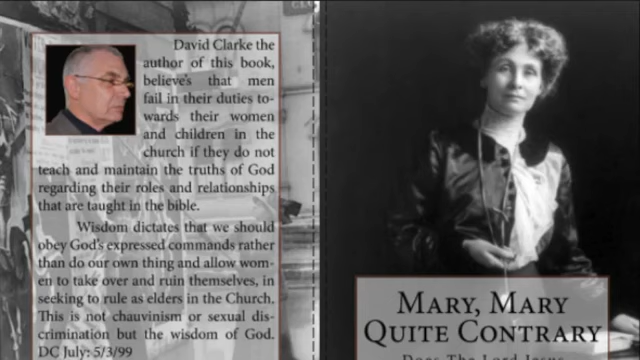 David Clarke the
author of this book,
believe's that men
fail in their duties to-
wards their women
and children in the
church if they do not
teach and maintain the truths of God
regarding their roles and relationships
that are taught in the bible.
Wisdom dictates that we should
obey God's expressed commands rather
than do our own thing and allow wom-
en to take over and ruin themselves, in
seeking to rule as elders in the Church.
This is not chauvinism or sexual dis-
crimination but the wisdom of God.
DC July: 5/3/99
MARY, MARY
QUITE CONTRARY
Does The Lord Jesus